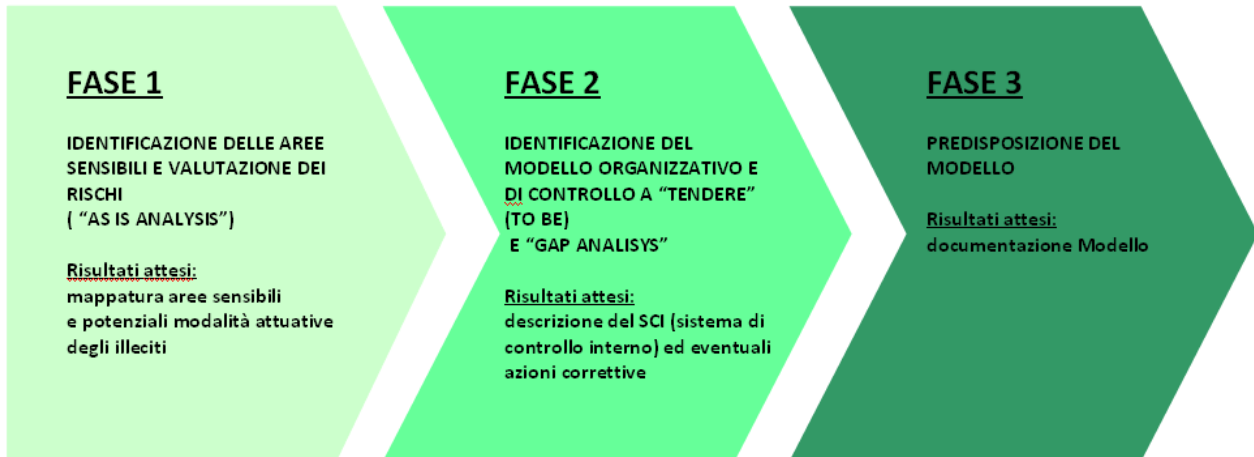 FASE 1
IDENTIFICAZIONE DELLE AREE
SENSIBILI E VALUTAZIONE DEI
RISCHI
( “AS IS ANALYSIS”)
Risultati attesi:
mappatura aree sensibili
e potenziali modalità attuative
degli illeciti
FASE 2
IDENTIFICAZIONE DEL
MODELLO ORGANIZZATIVO E
DI CONTROLLO A “TENDERE”
(TO BE)
E “GAP ANALISYS”
Risultati attesi:
descrizione del SCI (sistema di
controllo interno) ed eventuali
azioni correttive
FASE 3
PREDISPOSIZIONE DEL
MODELLO
Risultati attesi:
documentazione Modello